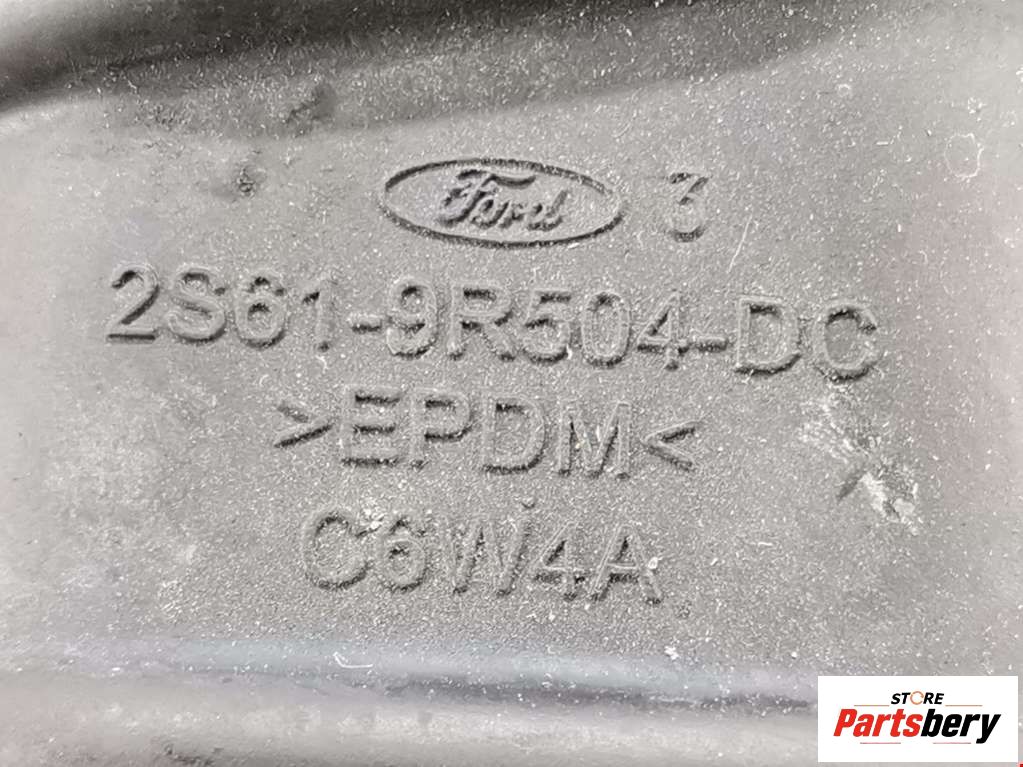 Ford 3
2S61-9R504-DC
>EPDM<
C6W4A
STORE
Partsbery